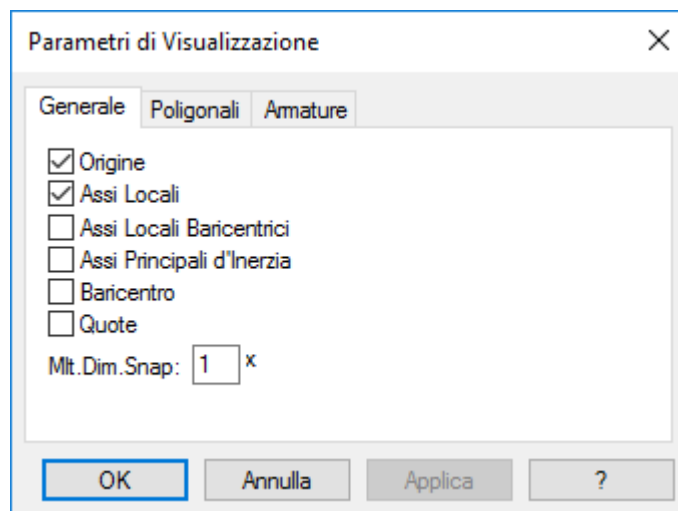 Parametri di Visualizzazione
Generale Poligonali Armature
Origine
Assi Locali
Assi Locali Baricentrici
Assi Principali d'Inerzia
Baricentro
Quote
Mlt.Dim.Snap: 1 x
OK Annulla Applica ?